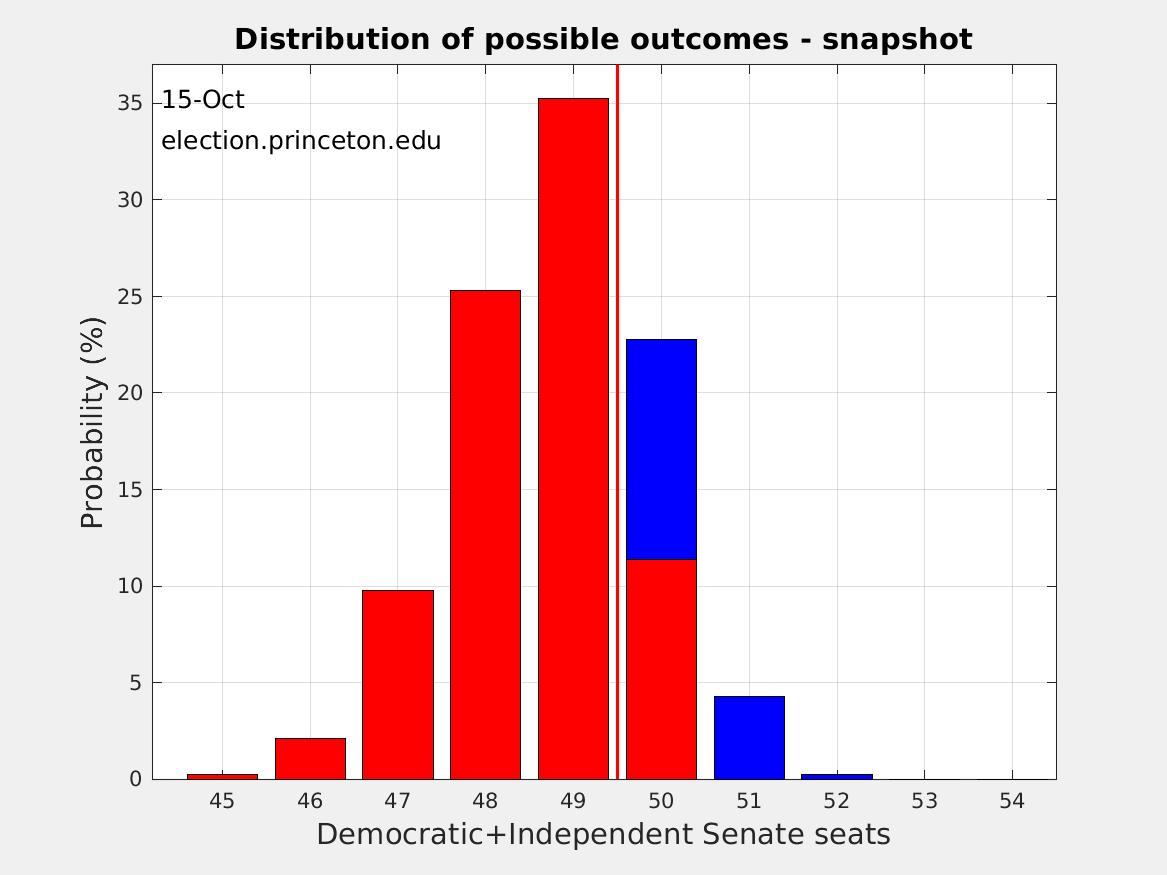 Distribution of possible outcomes - snapshot
15-Oct
election.princeton.edu
Probability (%)
35
30
25
20
15
10
5
0
45 46 47 48 49 50 51 52 53 54
Democratic+Independent Senate seats